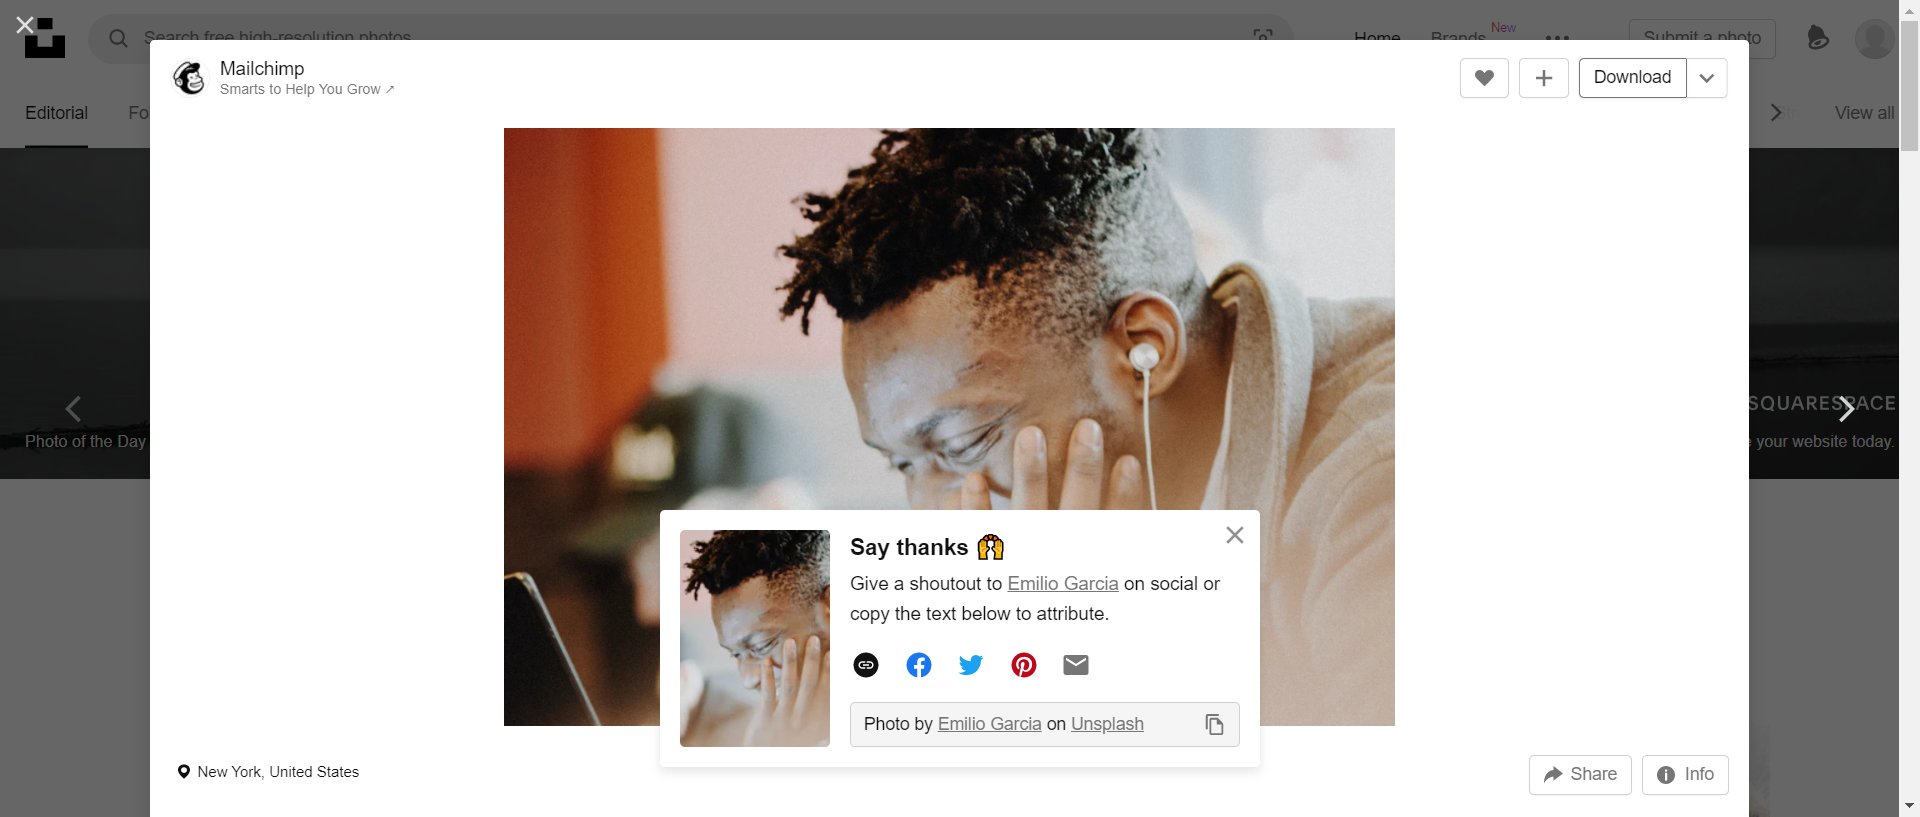 Search free high-resolution photos
Home
Brands
New
Submit a photo
Mailchimp
Smarts to Help You Grow ↗
Download
Editorial
Fo
View all
Photo of the Day
SQUARESPACE
your website today.
Say thanks 🙌
Give a shoutout to Emilio Garcia on social or
copy the text below to attribute.
Photo by Emilio Garcia on Unsplash
New York, United States
Share
Info